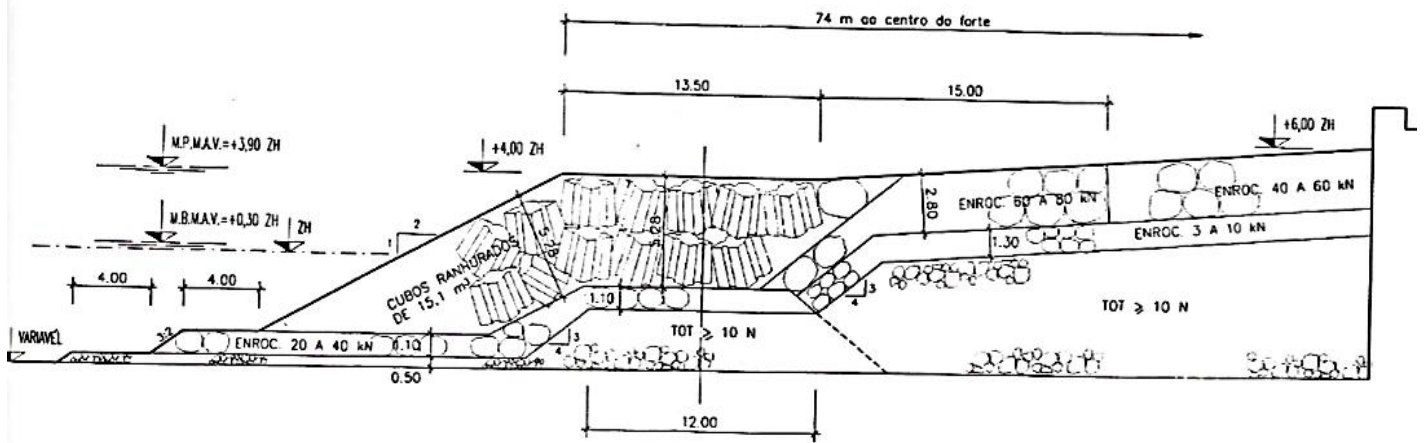 74 m ao centro do forte
13.50
15.00
M.P.M.A.V.=+3,90 ZH
+4,00 ZH
+6,00 ZH
M.B.M.A.V.=+0,30 ZH
ZH
1
2
2.80
ENROC. 60 A 80 kN
ENROC. 40 A 60 kN
5.28
5.28
1.30
ENROC. 3 A 10 kN
CUBOS RANHURADOS
DE 15,1 m³
4.00
4.00
1.10
3
4
TOT ≥ 10 N
TOT ≥ 10 N
VARIAVEL
3:2
ENROC. 20 A 40 kN
3
4
0.50
12.00